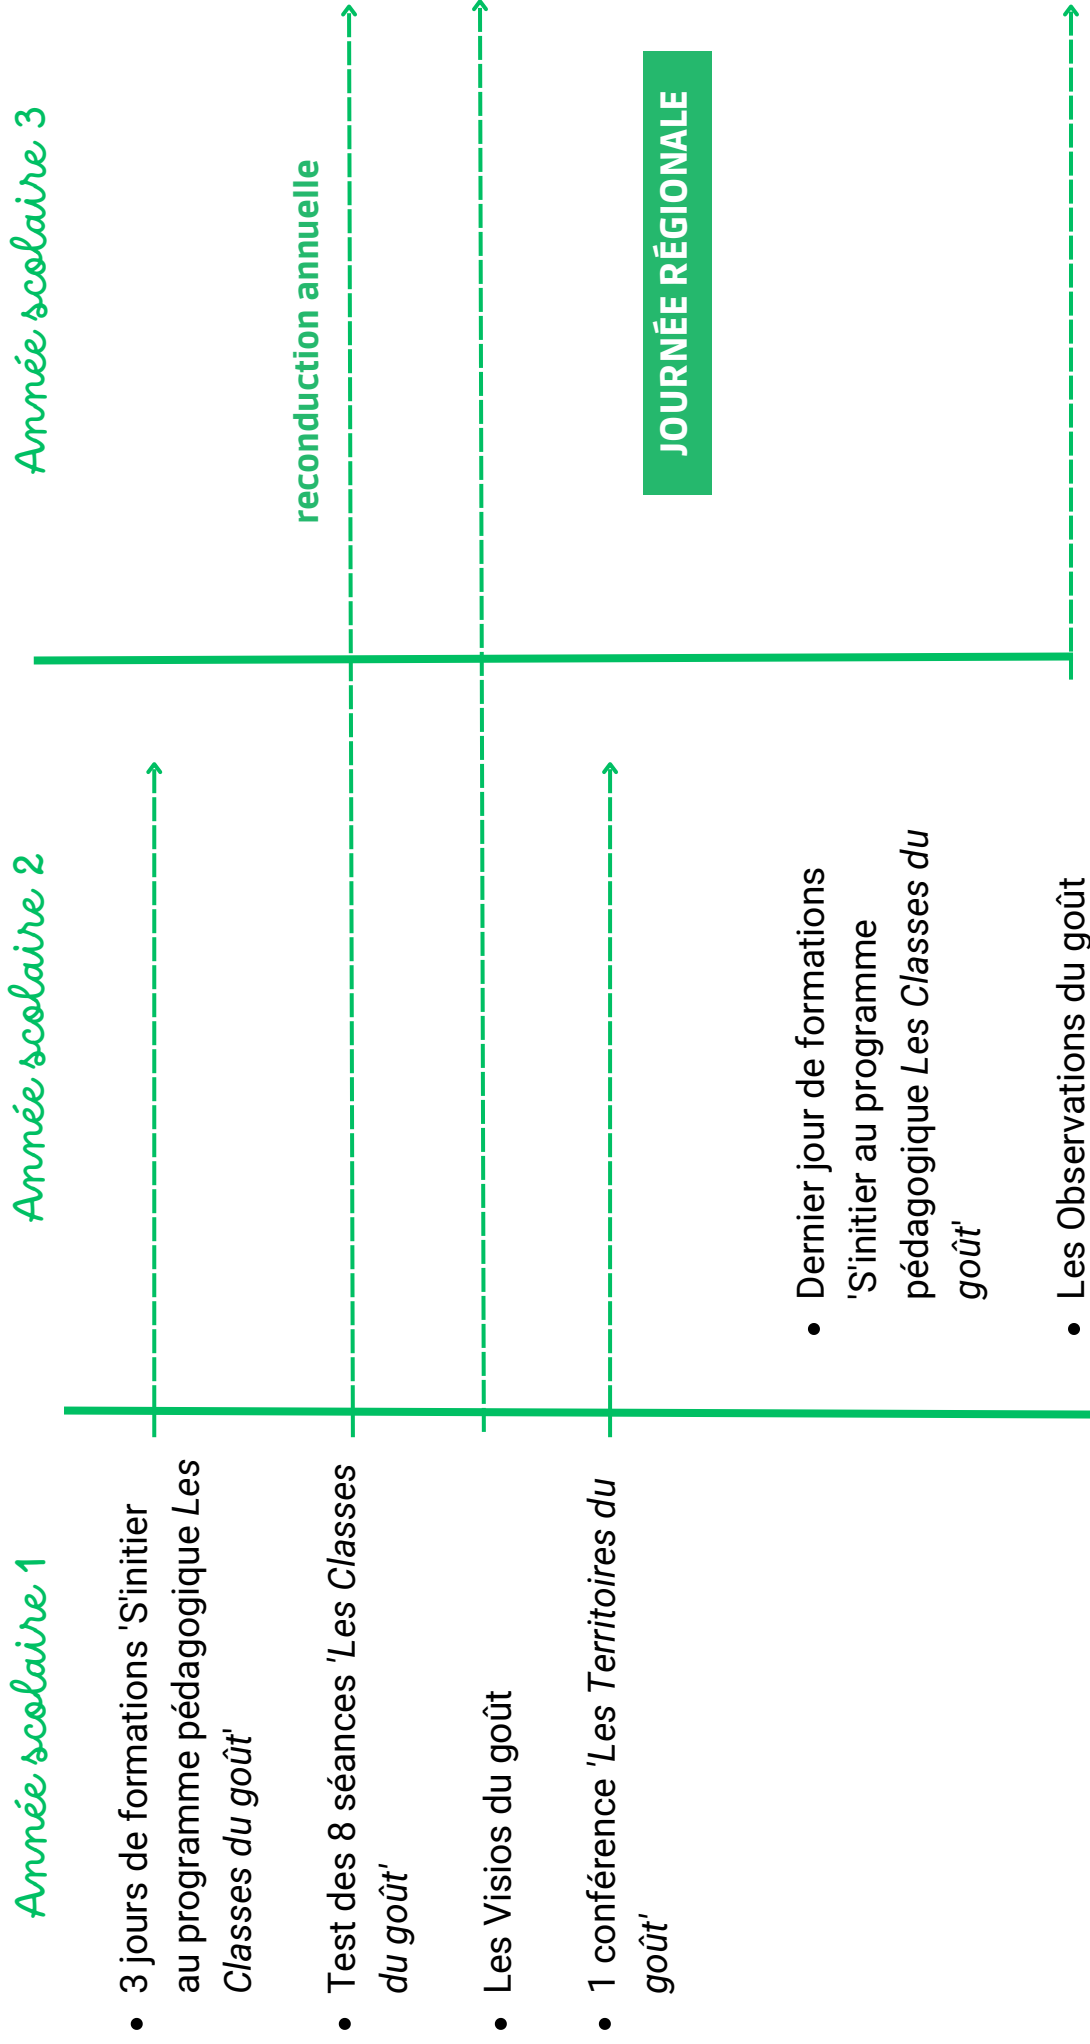 Année scolaire 1
Année scolaire 2
Année scolaire 3
• 3 jours de formations 'S'initier
au programme pédagogique Les
Classes du goût'
• Test des 8 séances 'Les Classes
du goût'
• Les Visios du goût
• 1 conférence 'Les Territoires du
goût'
• Dernier jour de formations
'S'initier au programme
pédagogique Les Classes du
goût'
• Les Observations du goût
reconduction annuelle
JOURNÉE RÉGIONALE